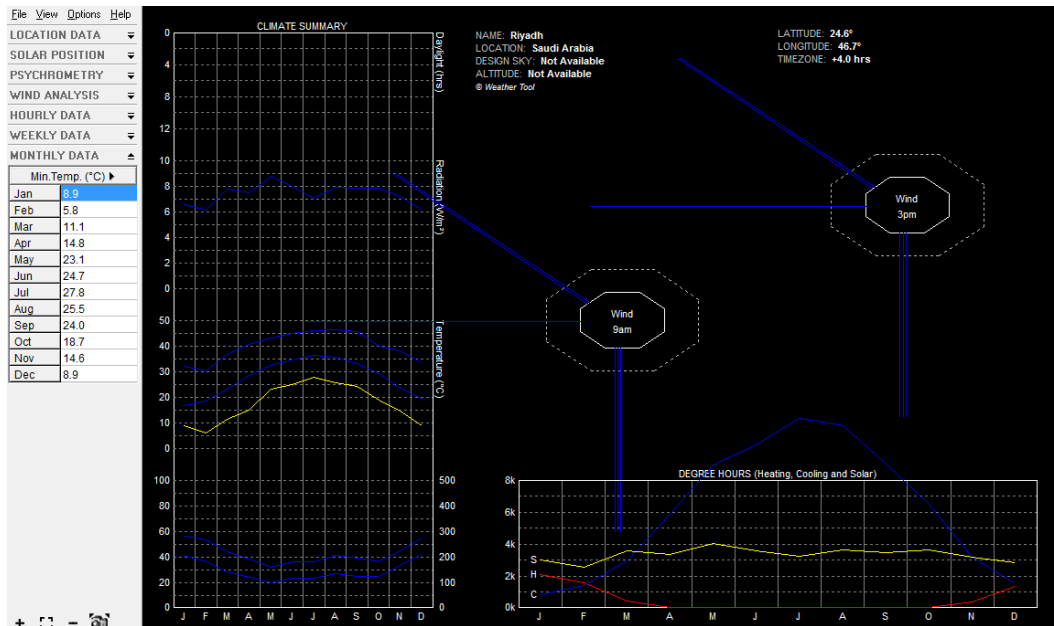 File View Options Help
LOCATION DATA
SOLAR POSITION
PSYCHROMETRY
WIND ANALYSIS
HOURLY DATA
WEEKLY DATA
MONTHLY DATA
Min.Temp. (°C)
Jan 8.9
Feb 5.8
Mar 11.1
Apr 14.8
May 23.1
Jun 24.7
Jul 27.8
Aug 25.5
Sep 24.0
Oct 18.7
Nov 14.6
Dec 8.9
CLIMATE SUMMARY
0
4
8
12
Daylight (hrs)
10
8
6
4
2
0
Radiation (W/m²)
50
40
30
20
10
0
Temperature (°C)
100
80
60
40
20
0
500
400
300
200
100
0
J F M A M J J A S O N D
NAME: Riyadh
LOCATION: Saudi Arabia
DESIGN SKY: Not Available
ALTITUDE: Not Available
© Weather Tool
LATITUDE: 24.6°
LONGITUDE: 46.7°
TIMEZONE: +4.0 hrs
Wind
3pm
Wind
9am
DEGREE HOURS (Heating, Cooling and Solar)
8k
6k
4k
2k
0k
S
H
C
J F M A M J J A S O N D